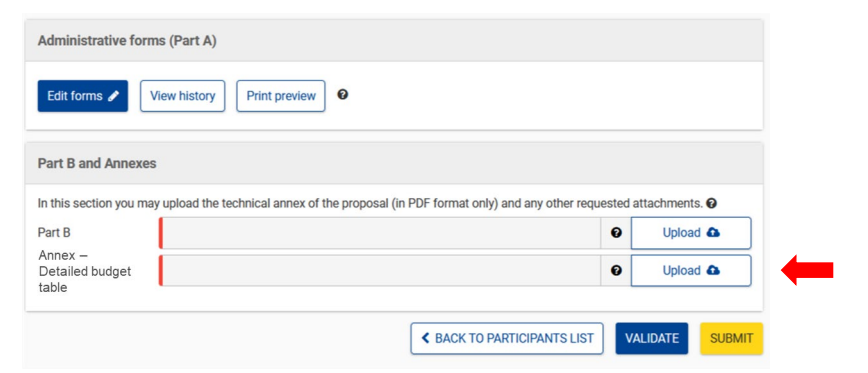 Administrative forms (Part A)
Edit forms
View history
Print preview
Part B and Annexes
In this section you may upload the technical annex of the proposal (in PDF format only) and any other requested attachments.
Part B
Upload
Annex –
Detailed budget
table
Upload
BACK TO PARTICIPANTS LIST
VALIDATE
SUBMIT